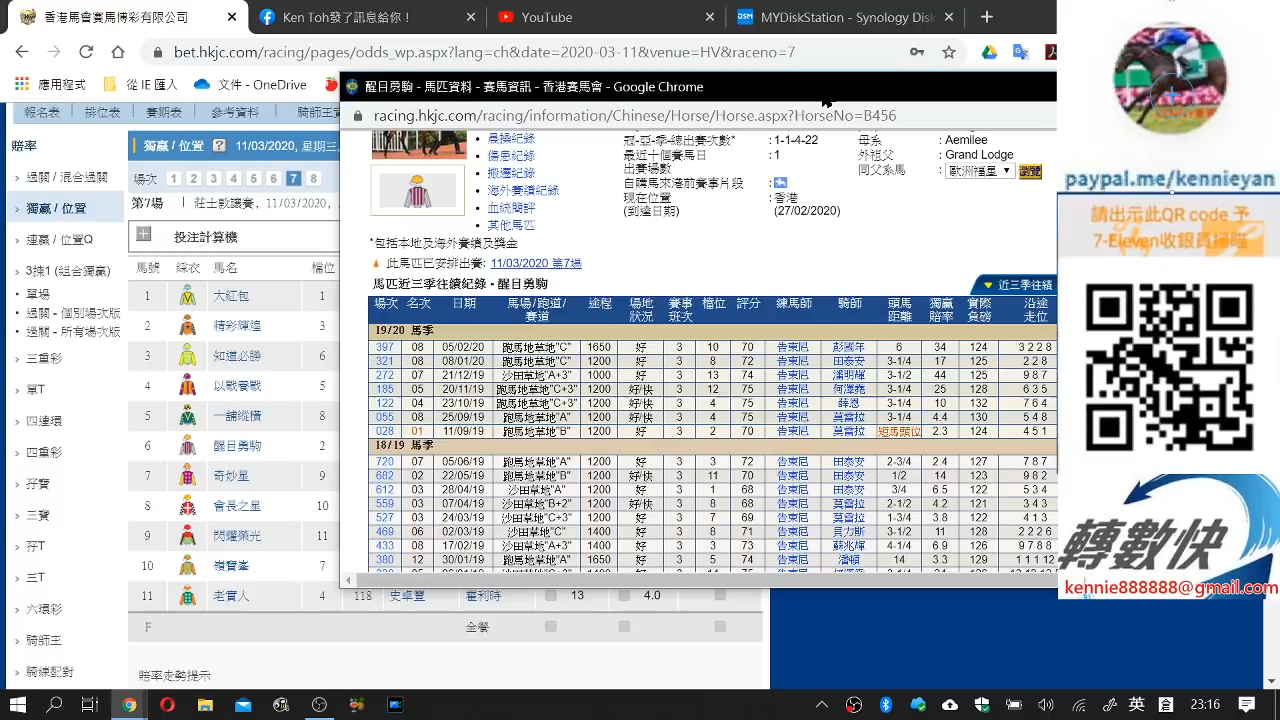 香港賽馬會馬彩有限公司
Ken Toh發了訊息給你！
YouTube
MYDiskStation - Synology Disk
bet.hkjc.com/racing/pages/odds_wp.aspx?lang=ch&date=2020-03-11&venue=HV&raceno=7
應用程式
從 IE 匯入
文件 - OneDrive
醒目勇駒 - 馬匹資料 - 賽馬資訊 - 香港賽馬會 - Google Chrome
racing.hkjc.com/racing/information/Chinese/Horse/Horse.aspx?HorseNo=B456
報名表
排位表
賽期表
參考資料
賠率
獨贏 / 位置
11/03/2020, 星期三,
場次 1 2 3 4 5 6 7 8
第7場
11/03/2020,
投注計算機
過關 / 混合過關
獨贏 / 位置
連贏 / 位置Q
3揀1 (組合獨贏)
單場
過關 - 個別場次版
過關 - 所有場次版
三重彩
單T
四連環
四重彩
孖寶
三寶
孖T
三T
六環彩
騎師王
騎練配對
馬號 綵衣 馬名 檔位
1 大紅包
2 3
3 知道必勝 6
4 以戰養戰 5
5 一舖縱橫 8
6 醒目勇駒 2
7 奇妙星 9
8 會長之星 10
9 閃耀榮光 11
10 嶺寶峯 7
11 老實人 4 118 史卓豐 霍利時 13 4.0
F 全餐
賠率走勢提示
晨操紀錄
傷患紀錄
搬遷紀錄
海外賽績紀錄
血統簡評
其他馬匹
冠-亞-季-總出賽次數* : 1-1-4-22
最近十個賽馬日
出賽場數 : 1
自購馬來港前賽事片段 :
現在位置
(到達日期) : 香港
(27/02/2020)
母系 : Aemilee
外祖父 : Grand Lodge
同父系馬 : 歐洲福星 瀏覽
*包括本地及海外賽績及獎金
此馬匹已安排出賽: 11/03/2020 第7場
馬匹近三季往績紀錄 - 醒目勇駒
近三季往績
場次 名次 日期 馬場/跑道/賽道 途程 場地狀況 賽事班次 檔位 評分 練馬師 騎師 頭馬距離 獨贏賠率 實際負磅 沿途走位
19/20 馬季
397 08 05/02/20 跑馬地草地"C" 1650 好 3 10 70 告東尼 彭國年 6 34 124 3 2 2 8
321 08 08/01/20 跑馬地草地"C" 1200 好 3 8 72 告東尼 田泰安 3-1/4 17 125 2 2 8
272 07 21/12/19 沙田草地"A+3" 1000 好 3 13 74 告東尼 潘明輝 3-1/2 44 125 9 8 7
195 05 20/11/19 跑馬地草地"C+3" 1200 好/快 3 12 75 告東尼 何澤堯 3-1/4 25 128 6 3 5
122 04 23/10/19 跑馬地草地"C+3" 1200 好/快 3 4 75 告東尼 薛恩 3-1/4 10 132 7 6 4
055 08 25/09/19 跑馬地草地"A" 1200 好/快 3 4 75 告東尼 莫雷拉 3-1/4 4.4 130 5 4 8
028 01 11/09/19 跑馬地草地"B" 1200 好 3 2 70 告東尼 莫雷拉 短馬頭位 2.3 124 4 5 1
18/19 馬季
720 07 05/06/19 跑馬地草地"A" 1200 好 3 3 72 告東尼 田泰安 2-3/4 2.4 127 7 8 7
682 02 22/05/19 跑馬地草地"B" 1200 好/快 3 11 70 告東尼 田泰安 1/2 14 123 9 8 2
612 03 28/04/19 沙田草地"A" 1200 好 3 1 68 告東尼 田泰安 3/4 6.5 122 5 3 4
559 03 07/04/19 沙田草地"B+2" 1200 好/快 3 8 68 告東尼 莫雷拉 2-1/2 4.2 121 3 4 3
527 03 24/03/19 沙田草地"C+3" 1200 好 3 7 69 告東尼 莫雷拉 1-3/4 3.8 122 4 1 3
469 06 02/03/19 沙田草地"C" 1400 好 3 8 71 告東尼 貝力斯 3-1/2 11 128 2 2 2 6
433 08 17/02/19 沙田草地"A+3" 1400 好 3 3 73 告東尼 蘇兆輝 4-1/4 6.9 126 9 7 8 8
380 12 30/01/19 跑馬地草地"A" 1650 好 3 5 74 告東尼 潘頓 14 3.3 129 1 1 1 12
paypal.me/kennieyan
請出示此QR code 予
7-Eleven收銀員掃瞄
轉數快
kennie888888@gmail.com
英
23:16